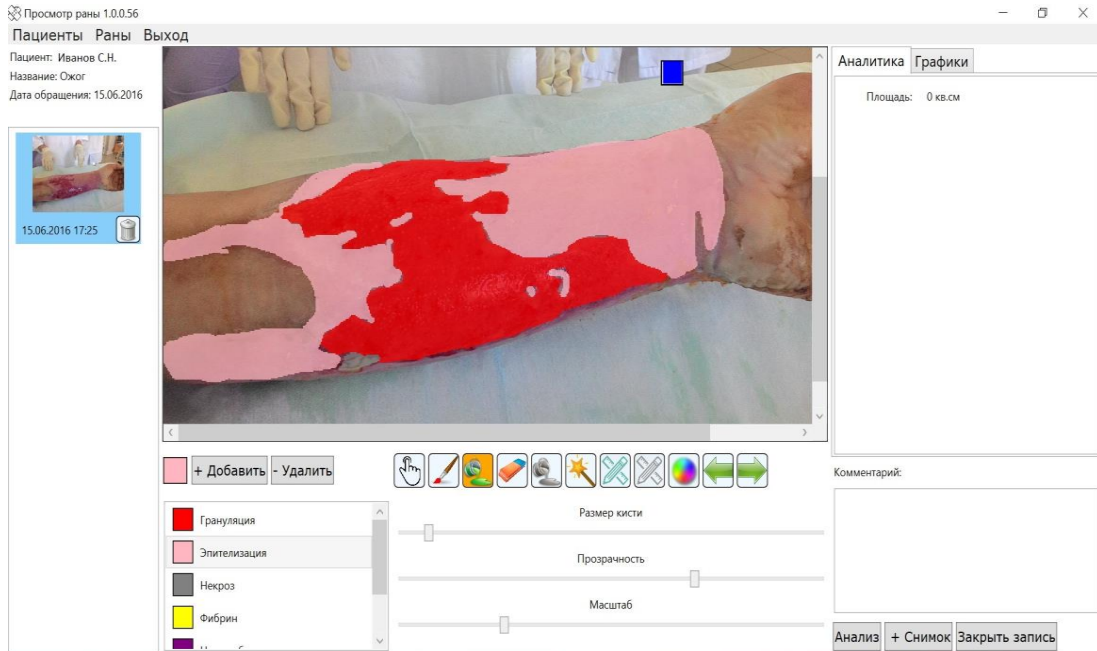 Просмотр раны 1.0.0.56
Пациенты Раны Выход
Пациент: Иванов С.Н.
Название: Ожог
Дата обращения: 15.06.2016
15.06.2016 17:25
Аналитика Графики
Площадь: 0 кв.см
+ Добавить - Удалить
Грануляция
Эпителизация
Некроз
Фибрин
Размер кисти
Прозрачность
Масштаб
Комментарий:
Анализ + Снимок Закрыть запись